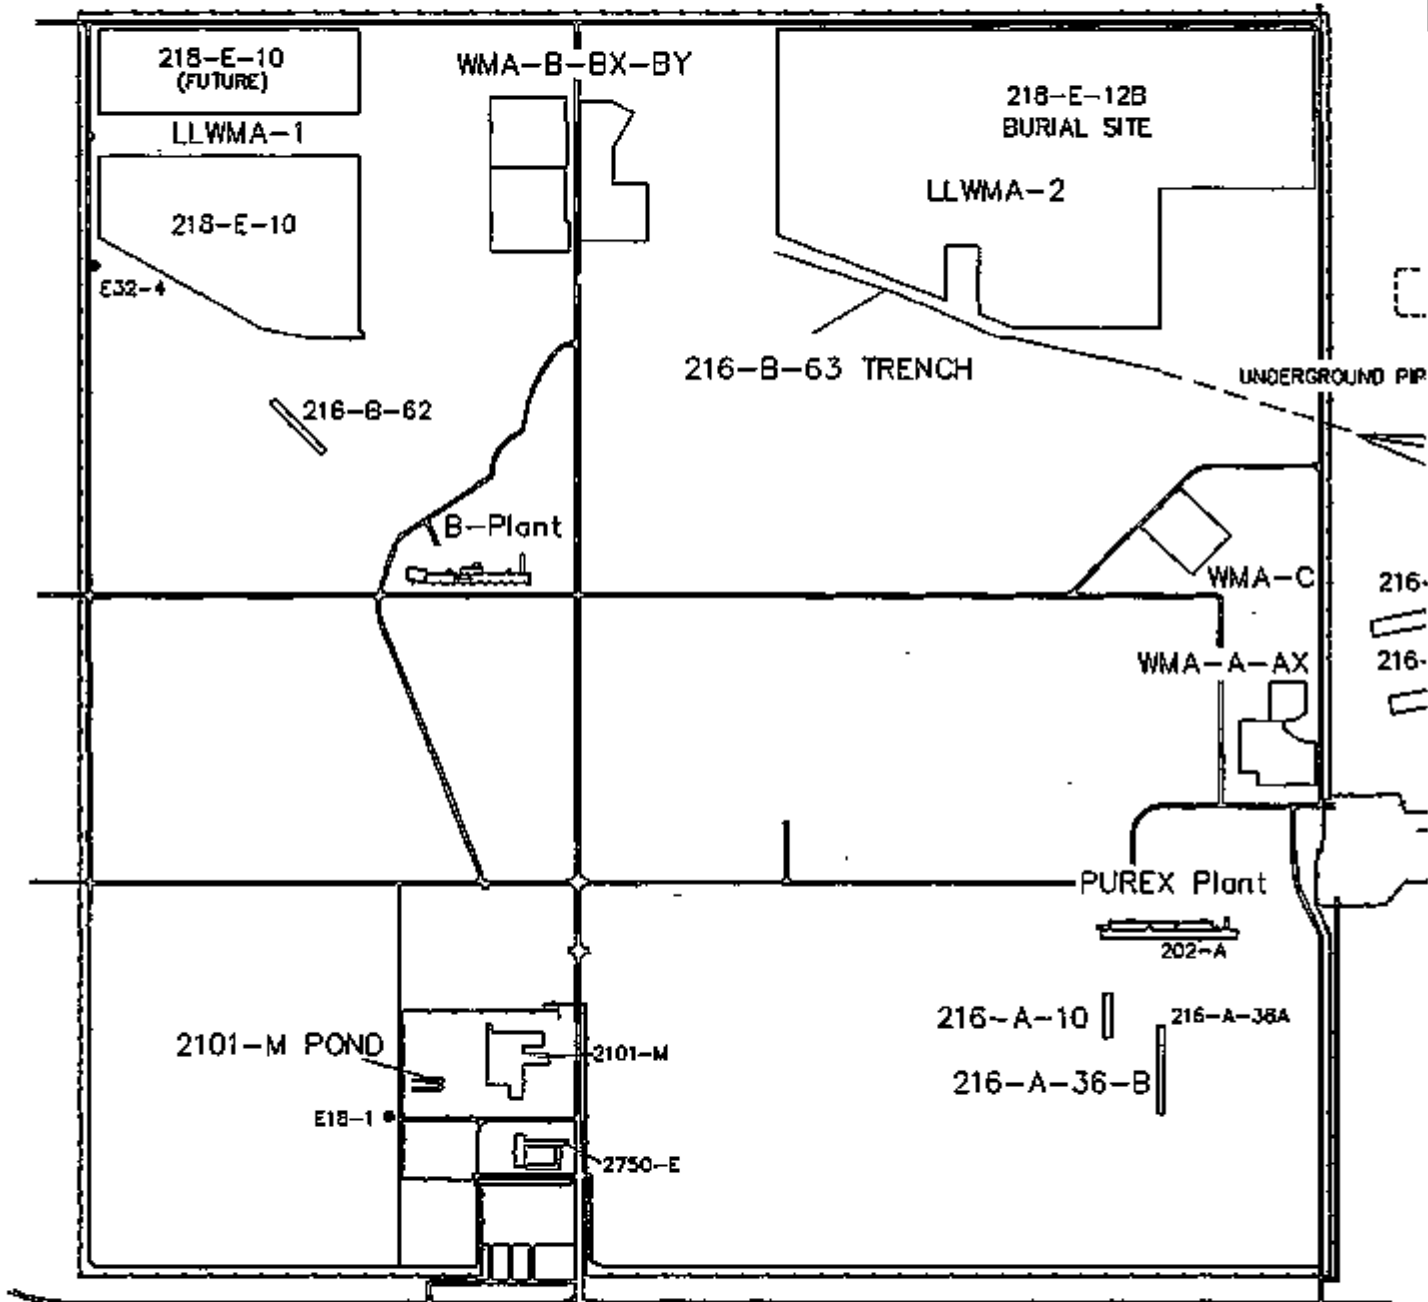 218-E-10
(FUTURE)
WMA-B-BX-BY
218-E-12B
BURIAL SITE
LLWMA-1
LLWMA-2
218-E-10
E32-4
216-B-63 TRENCH
UNDERGROUND PIP
216-B-62
B-Plant
WMA-C
216-
WMA-A-AX
216-
PUREX Plant
202-A
216-A-10
216-A-38A
2101-M POND
2101-M
216-A-36-B
E18-1
2750-E